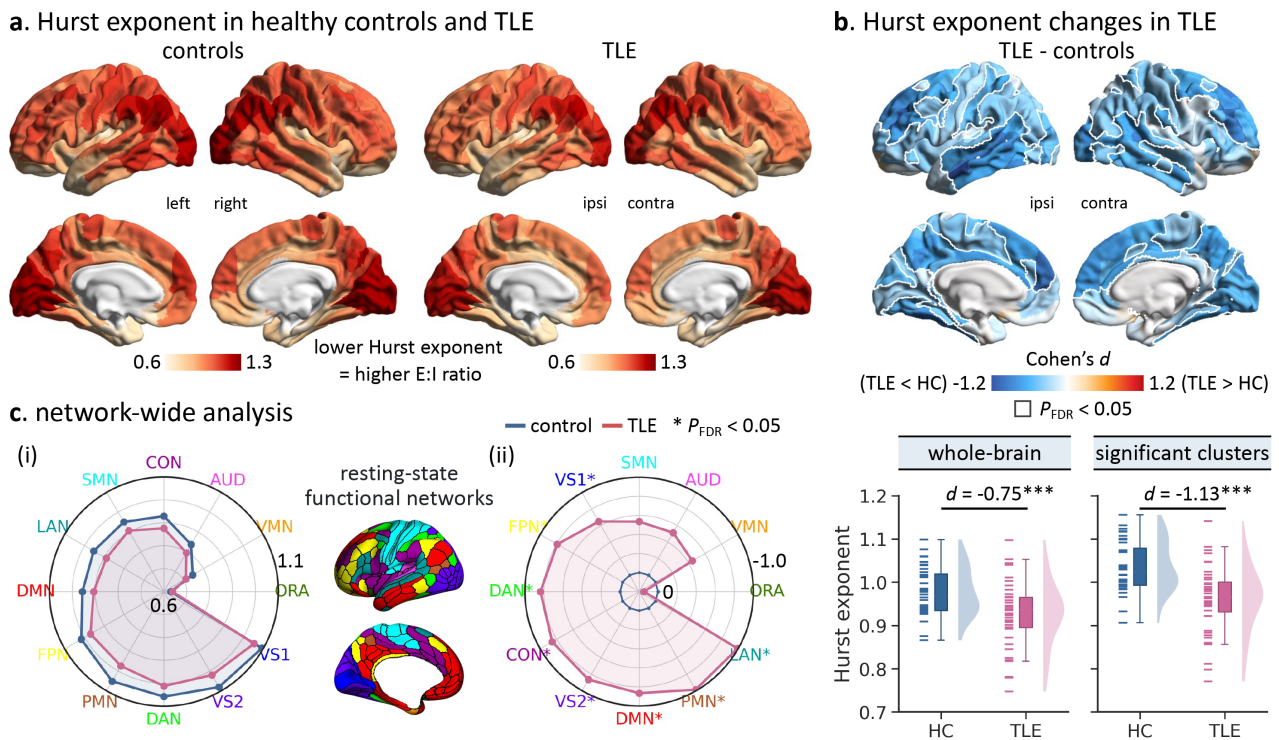 a. Hurst exponent in healthy controls and TLE
controls
TLE
left right
ipsi contra
0.6 1.3
lower Hurst exponent
= higher E:I ratio
0.6 1.3
b. Hurst exponent changes in TLE
TLE - controls
ipsi contra
Cohen's d
(TLE < HC) -1.2 1.2 (TLE > HC)
PFDR < 0.05
whole-brain
significant clusters
d = -0.75***
d = -1.13***
Hurst exponent
1.2
1.1
1.0
0.9
0.8
0.7
HC TLE
HC TLE
c. network-wide analysis
control TLE * PFDR < 0.05
(i)
CON
SMN
AUD
LAN
VMN
1.1
DMN
0.6
ORA
FPN
VS1
PMN
VS2
DAN
resting-state
functional networks
(ii)
SMN
VS1*
AUD
FPN*
VMN
-1.0
DAN*
0
ORA
CON*
LAN*
VS2*
PMN*
DMN*